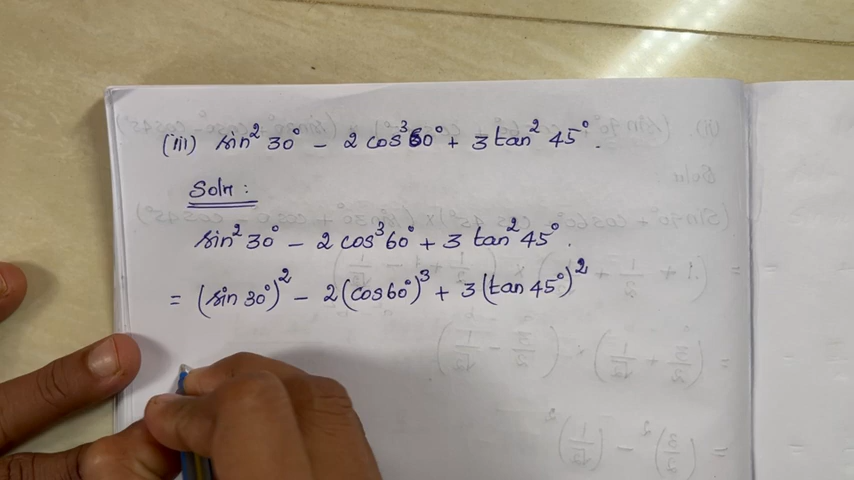 (iii) sin² 30° - 2 cos³ 60° + 3 tan² 45°.
Soln :
sin² 30° - 2 cos³ 60° + 3 tan² 45°.
= (sin 30°)² - 2 (cos 60°)³ + 3 (tan 45°)²